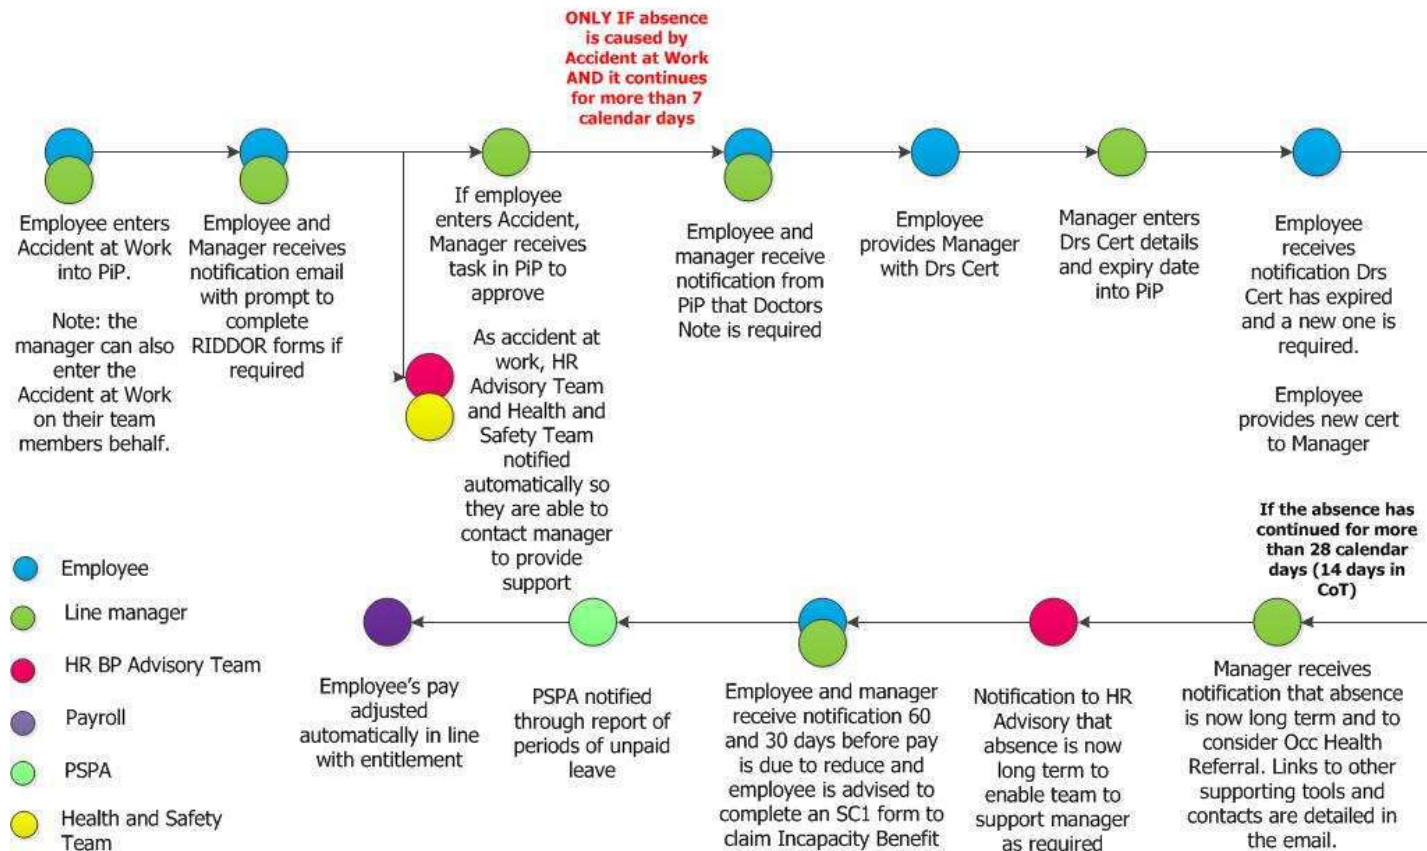 ONLY IF absence
is caused by
Accident at Work
AND it continues
for more than 7
calendar days
Employee enters
Accident at Work
into PiP.
Note: the
manager can also
enter the
Accident at Work
on their team
members behalf.
Employee and
Manager receives
notification email
with prompt to
complete
RIDDOR forms if
required
If employee
enters Accident,
Manager receives
task in PiP to
approve
As accident at
work, HR
Advisory Team
and Health and
Safety Team
notified
automatically so
they are able to
contact manager
to provide
support
Employee and
manager receive
notification from
PiP that Doctors
Note is required
Employee
provides Manager
with Drs Cert
Manager enters
Drs Cert details
and expiry date
into PiP
Employee
receives
notification Drs
Cert has expired
and a new one is
required.
Employee
provides new cert
to Manager
If the absence has
continued for more
than 28 calendar
days (14 days in
CoT)
Manager receives
notification that absence
is now long term and to
consider Occ Health
Referral. Links to other
supporting tools and
contacts are detailed in
the email.
Notification to HR
Advisory that
absence is now
long term to
enable team to
support manager
as required
Employee and manager
receive notification 60
and 30 days before pay
is due to reduce and
employee is advised to
complete an SC1 form to
claim Incapacity Benefit
PSPA notified
through report of
periods of unpaid
leave
Employee's pay
adjusted
automatically in line
with entitlement
Employee
Line manager
HR BP Advisory Team
Payroll
PSPA
Health and Safety
Team